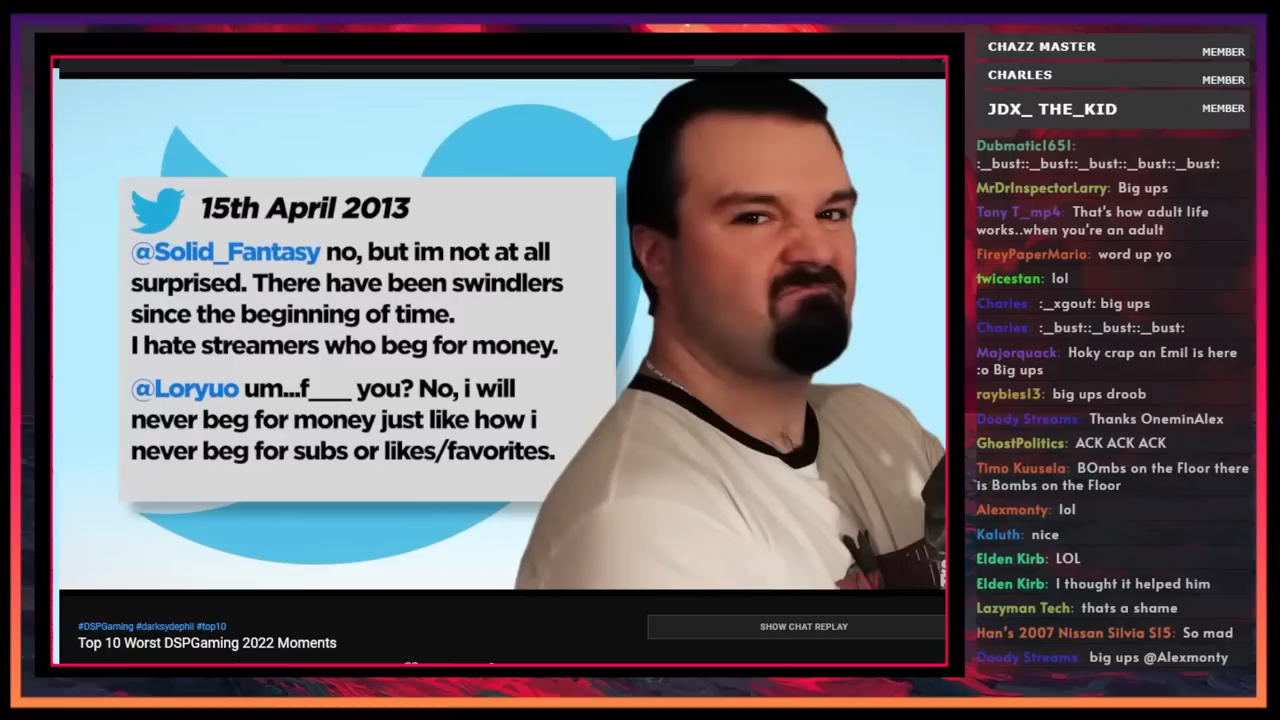 15th April 2013
@Solid_Fantasy no, but im not at all
surprised. There have been swindlers
since the beginning of time.
I hate streamers who beg for money.
@Loryuo um...f___ you? No, i will
never beg for money just like how i
never beg for subs or likes/favorites.
#DSPGaming #darksydephil #top10
Top 10 Worst DSPGaming 2022 Moments
SHOW CHAT REPLAY
CHAZZ MASTER MEMBER
CHARLES MEMBER
JDX_ THE_KID MEMBER
Dubmatic1651:
:_bust::_bust::_bust::_bust::_bust:
MrDrInspectorLarry: Big ups
Tony T_mp4: That's how adult life
works..when you're an adult
FireyPaperMario: word up yo
twicestan: lol
Charles :_xgout: big ups
Charles :_bust::_bust::_bust:
Majorquack: Hoky crap an Emil is here
:o Big ups
raybies13: big ups droob
Doody Streams Thanks OneminAlex
GhostPolitics: ACK ACK ACK
Timo Kuusela: BOmbs on the Floor there
is Bombs on the Floor
Alexmonty: lol
Kaluth: nice
Elden Kirb: LOL
Elden Kirb: I thought it helped him
Lazyman Tech: thats a shame
Han's 2007 Nissan Silvia S15: So mad
Doody Streams big ups @Alexmonty